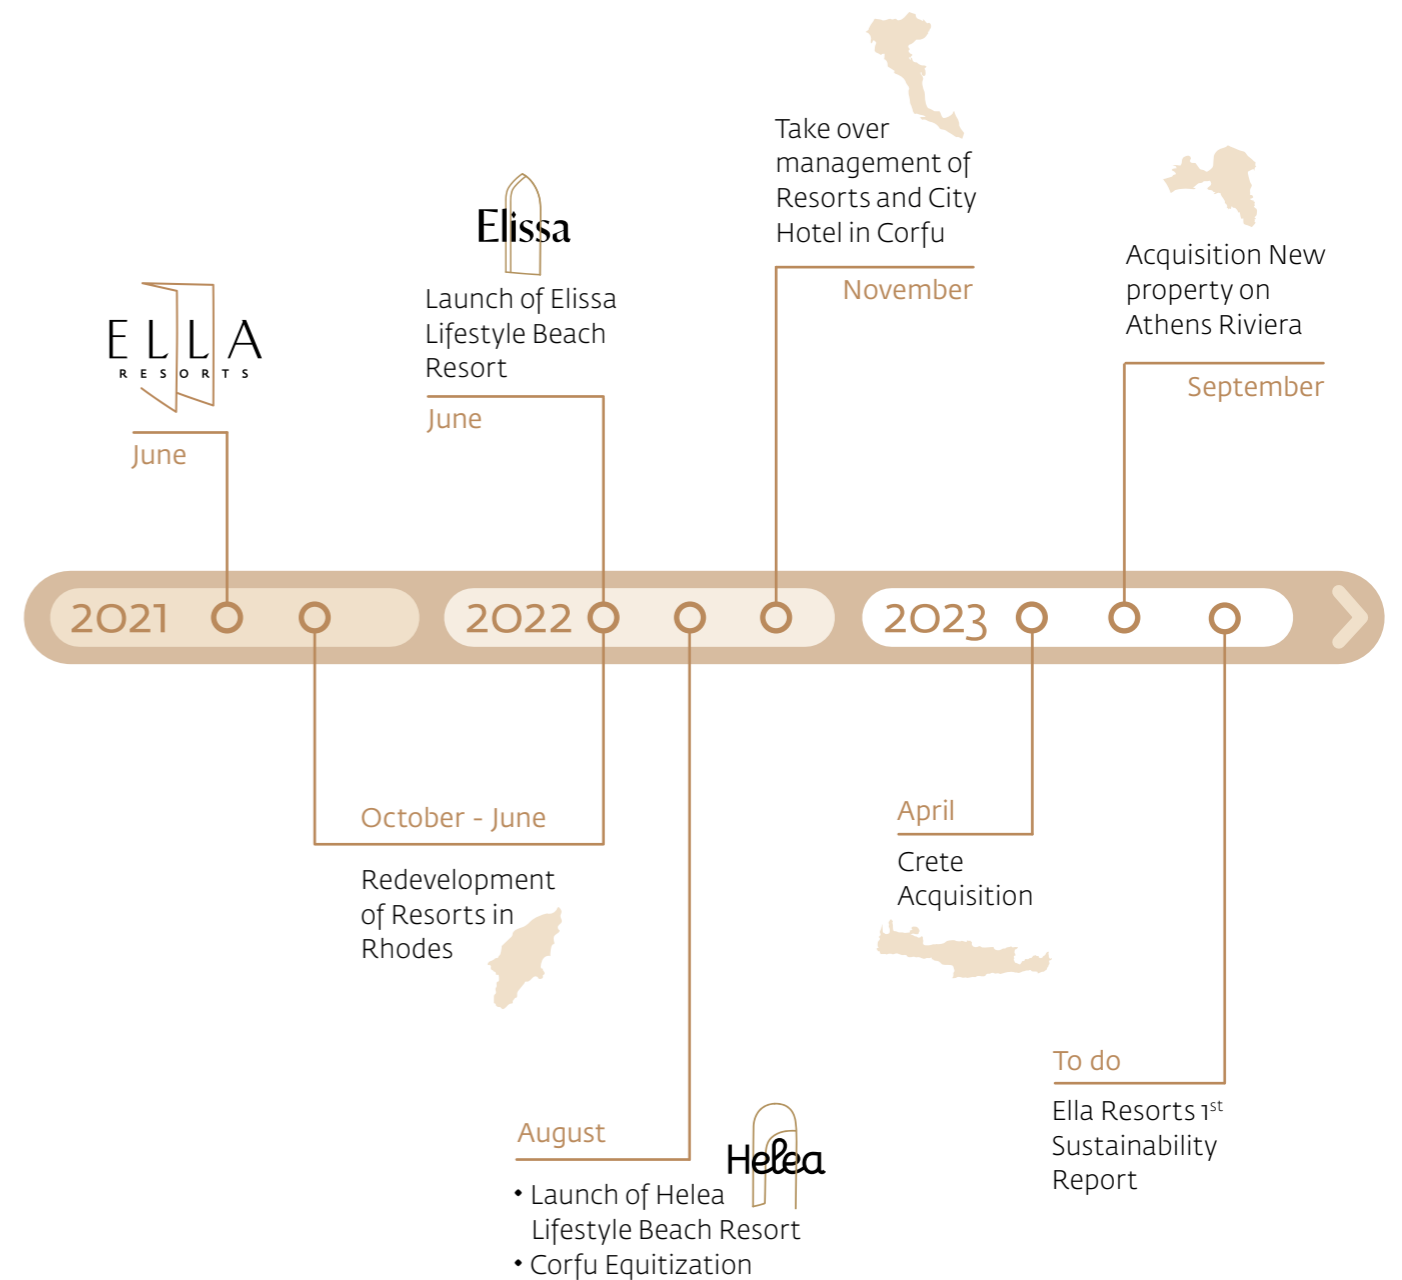 ELLA
RESORTS
June
Elissa
Launch of Elissa
Lifestyle Beach
Resort
June
Take over
management of
Resorts and City
Hotel in Corfu
November
Acquisition New
property on
Athens Riviera
September
2021
2022
2023
October - June
Redevelopment
of Resorts in
Rhodes
April
Crete
Acquisition
To do
Ella Resorts 1st
Sustainability
Report
August
Helea
• Launch of Helea
Lifestyle Beach Resort
• Corfu Equitization